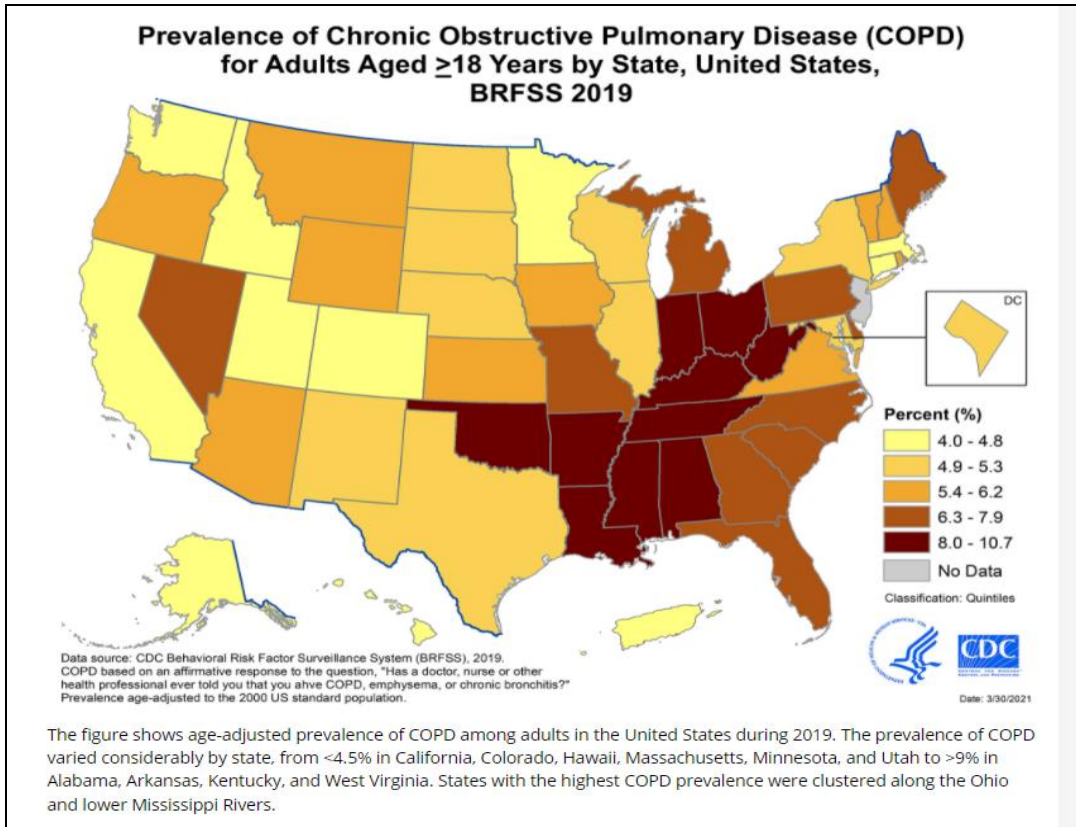 Prevalence of Chronic Obstructive Pulmonary Disease (COPD)
for Adults Aged >18 Years by State, United States,
BRFSS 2019
DC
Percent (%)
4.0 - 4.8
4.9 - 5.3
5.4 - 6.2
6.3 - 7.9
8.0 - 10.7
No Data
Classification: Quintiles
CDC
Data source: CDC Behavioral Risk Factor Surveillance System (BRFSS), 2019.
COPD based on an affirmative response to the question, "Has a doctor, nurse or other
health professional ever told you that you ahve COPD, emphysema, or chronic bronchitis?"
Prevalence age-adjusted to the 2000 US standard population.
Date: 3/30/2021
The figure shows age-adjusted prevalence of COPD among adults in the United States during 2019. The prevalence of COPD
varied considerably by state, from <4.5% in California, Colorado, Hawaii, Massachusetts, Minnesota, and Utah to >9% in
Alabama, Arkansas, Kentucky, and West Virginia. States with the highest COPD prevalence were clustered along the Ohio
and lower Mississippi Rivers.